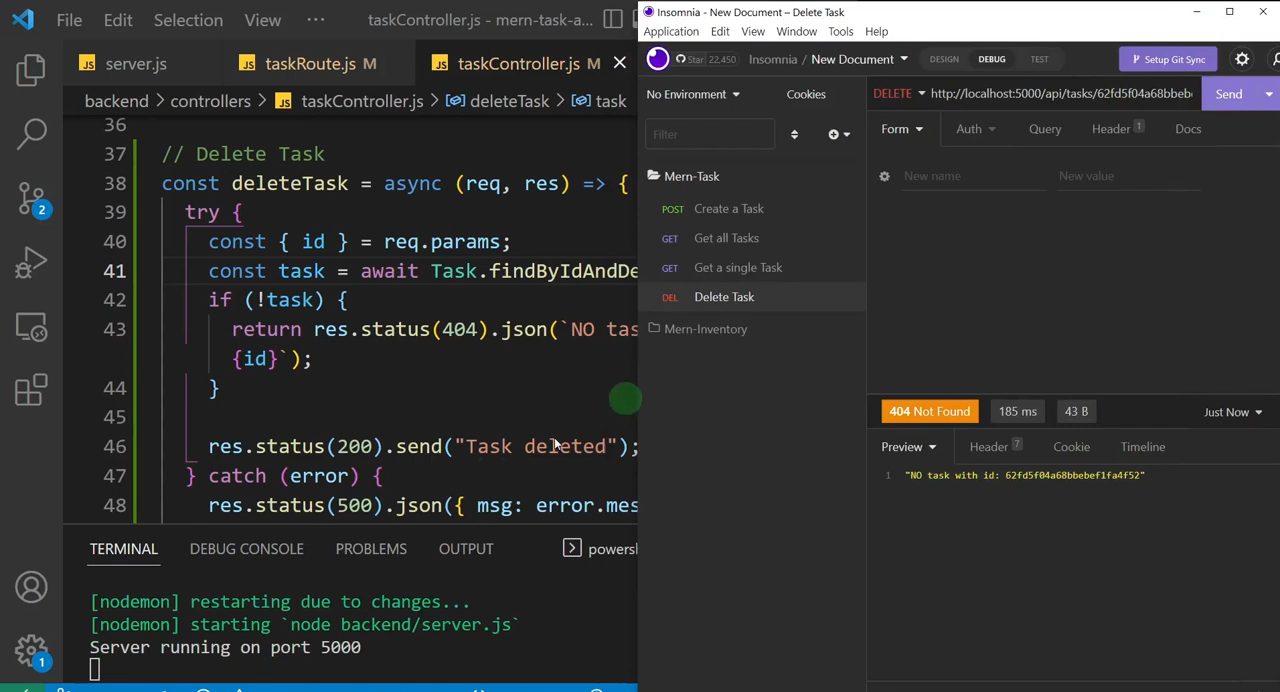 File Edit Selection View ··· taskController.js - mern-task-a...
server.js taskRoute.js M taskController.js M
backend > controllers > taskController.js > deleteTask > task
36
37 // Delete Task
38 const deleteTask = async (req, res) => {
39 try {
40 const { id } = req.params;
41 const task = await Task.findByIdAndDe
42 if (!task) {
43 return res.status(404).json(`NO tas
{id}`);
44 }
45
46 res.status(200).send("Task deleted");
47 } catch (error) {
48 res.status(500).json({ msg: error.mes
TERMINAL DEBUG CONSOLE PROBLEMS OUTPUT powersh
[nodemon] restarting due to changes...
[nodemon] starting `node backend/server.js`
Server running on port 5000
2
1
Insomnia - New Document – Delete Task
Application Edit View Window Tools Help
Star 22,450 Insomnia / New Document DESIGN DEBUG TEST Setup Git Sync
No Environment Cookies
Filter
Mern-Task
POST Create a Task
GET Get all Tasks
GET Get a single Task
DEL Delete Task
Mern-Inventory
DELETE http://localhost:5000/api/tasks/62fd5f04a68bbebe Send
Form Auth Query Header 1 Docs
New name New value
404 Not Found 185 ms 43 B Just Now
Preview Header 7 Cookie Timeline
1 "NO task with id: 62fd5f04a68bbebef1fa4f52"